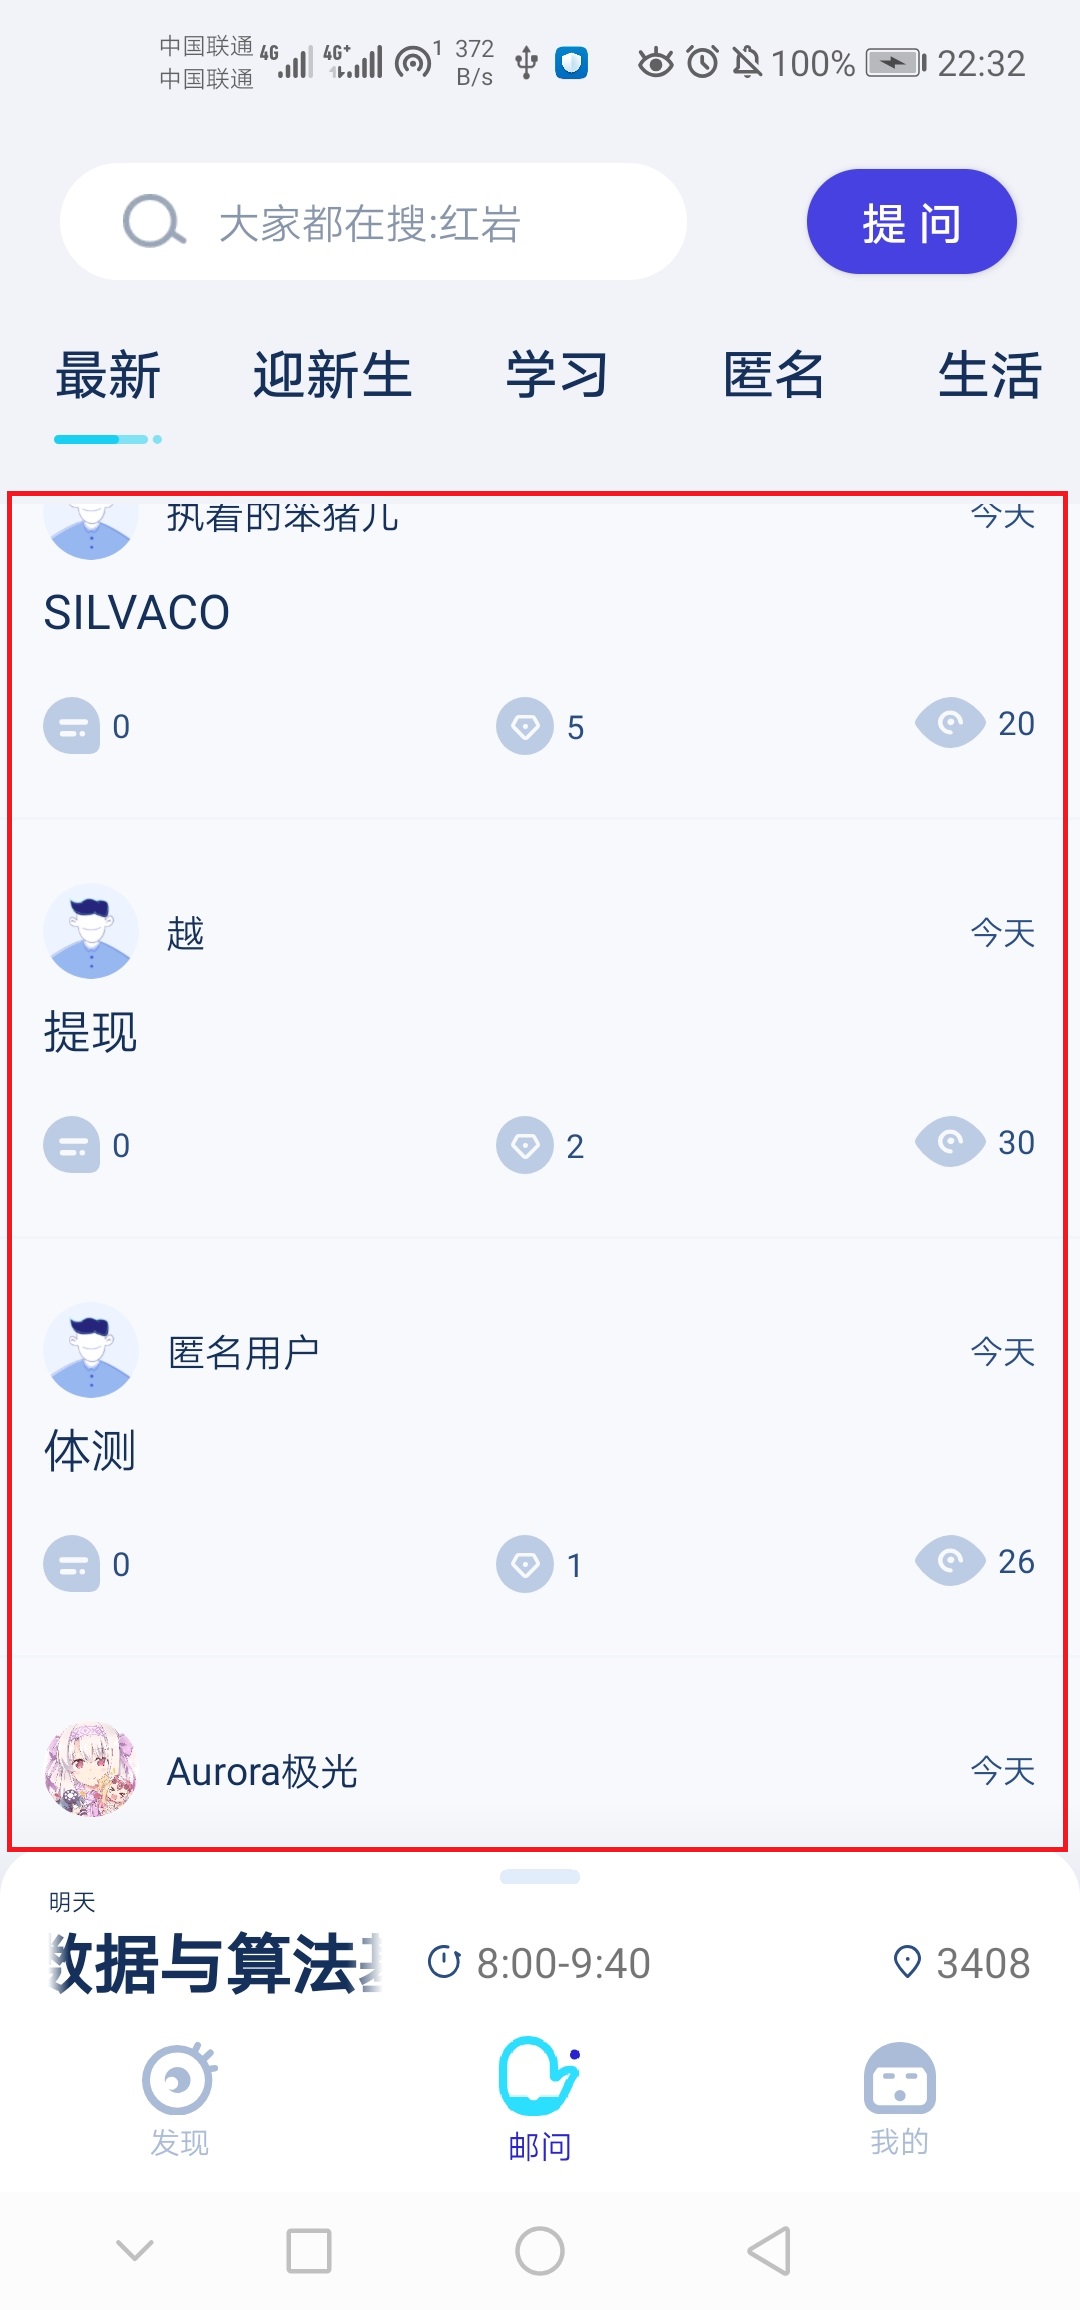 中国联通 4G 4G+ 1 372 100% 22:32
中国联通 B/s
大家都在搜:红岩 提 问
最新 迎新生 学习 匿名 生活
执着的笨猪儿 今天
SILVACO
0 5 20
越 今天
提现
0 2 30
匿名用户 今天
体测
0 1 26
Aurora极光 今天
明天
数据与算法 8:00-9:40 3408
发现 邮问 我的